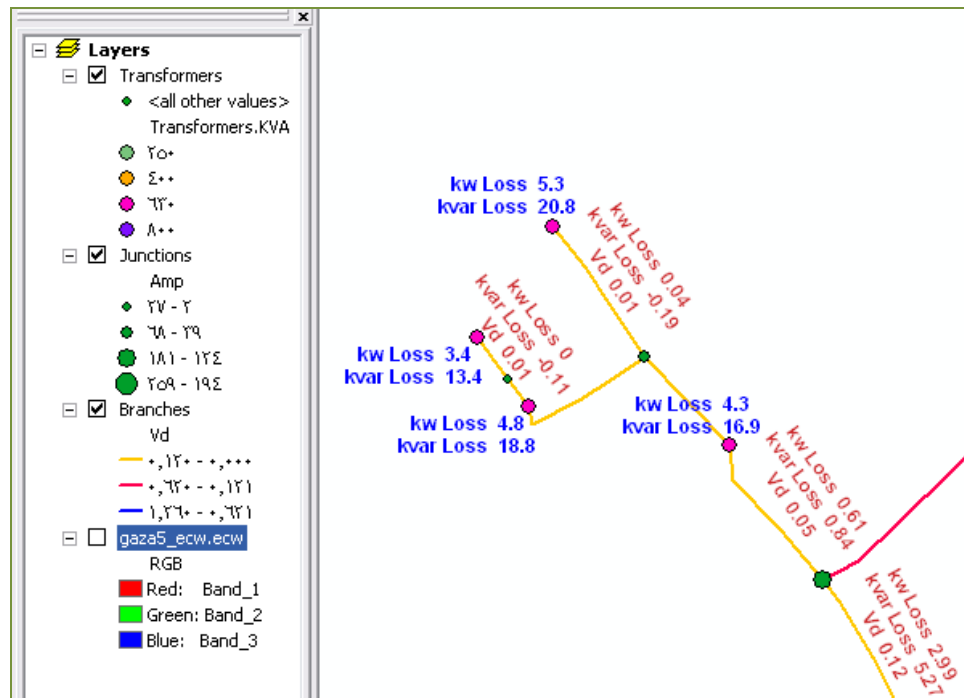 Layers
Transformers
<all other values>
Transformers.KVA
٢٥٠
٤٠٠
٦٣٠
٨٠٠
Junctions
Amp
٢٧ - ٢
٦٨ - ٢٩
١٨١ - ١٢٤
٢٥٩ - ١٩٤
Branches
Vd
٠,١٢٠ - ٠,٠٠٠
٠,٦٢٠ - ٠,١٢١
١,٢٦٠ - ٠,٦٢١
gaza5_ecw.ecw
RGB
Red: Band_1
Green: Band_2
Blue: Band_3
kw Loss 5.3
kvar Loss 20.8
kw Loss 0.04
kvar Loss -0.19
Vd 0.01
kw Loss 0
kvar Loss -0.11
Vd 0.01
kw Loss 3.4
kvar Loss 13.4
kw Loss 4.8
kvar Loss 18.8
kw Loss 4.3
kvar Loss 16.9
kw Loss 0.61
kvar Loss 0.84
Vd 0.05
kw Loss 2.99
kvar Loss 5.27
Vd 0.12